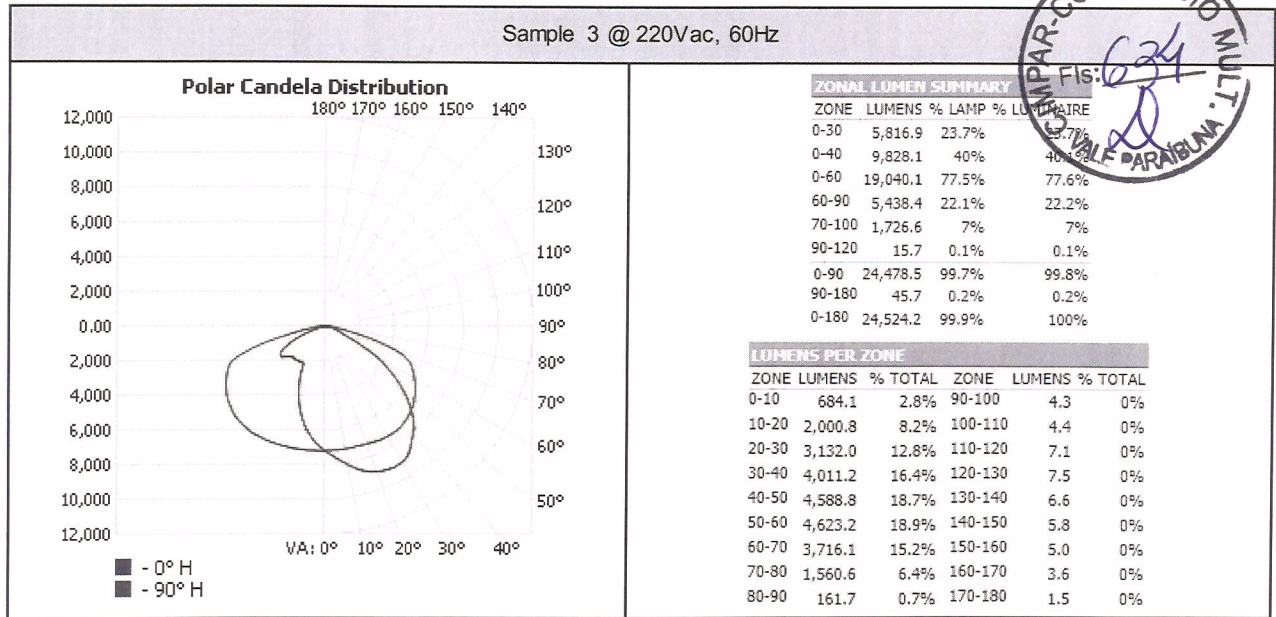 Sample 3 @ 220Vac, 60Hz
Polar Candela Distribution
180° 170° 160° 150° 140°
12,000
10,000
8,000
6,000
4,000
2,000
0.00
2,000
4,000
6,000
8,000
10,000
12,000
130°
120°
110°
100°
90°
80°
70°
60°
50°
VA: 0° 10° 20° 30° 40°
- 0° H
- 90° H
ZONAL LUMEN SUMMARY
ZONE LUMENS % LAMP % LUMINAIRE
0-30 5,816.9 23.7% 23.7%
0-40 9,828.1 40% 40.1%
0-60 19,040.1 77.5% 77.6%
60-90 5,438.4 22.1% 22.2%
70-100 1,726.6 7% 7%
90-120 15.7 0.1% 0.1%
0-90 24,478.5 99.7% 99.8%
90-180 45.7 0.2% 0.2%
0-180 24,524.2 99.9% 100%
LUMENS PER ZONE
ZONE LUMENS % TOTAL ZONE LUMENS % TOTAL
0-10 684.1 2.8% 90-100 4.3 0%
10-20 2,000.8 8.2% 100-110 4.4 0%
20-30 3,132.0 12.8% 110-120 7.1 0%
30-40 4,011.2 16.4% 120-130 7.5 0%
40-50 4,588.8 18.7% 130-140 6.6 0%
50-60 4,623.2 18.9% 140-150 5.8 0%
60-70 3,716.1 15.2% 150-160 5.0 0%
70-80 1,560.6 6.4% 160-170 3.6 0%
80-90 161.7 0.7% 170-180 1.5 0%
MULT.
Fls: 634
VALE PARAIBUNA